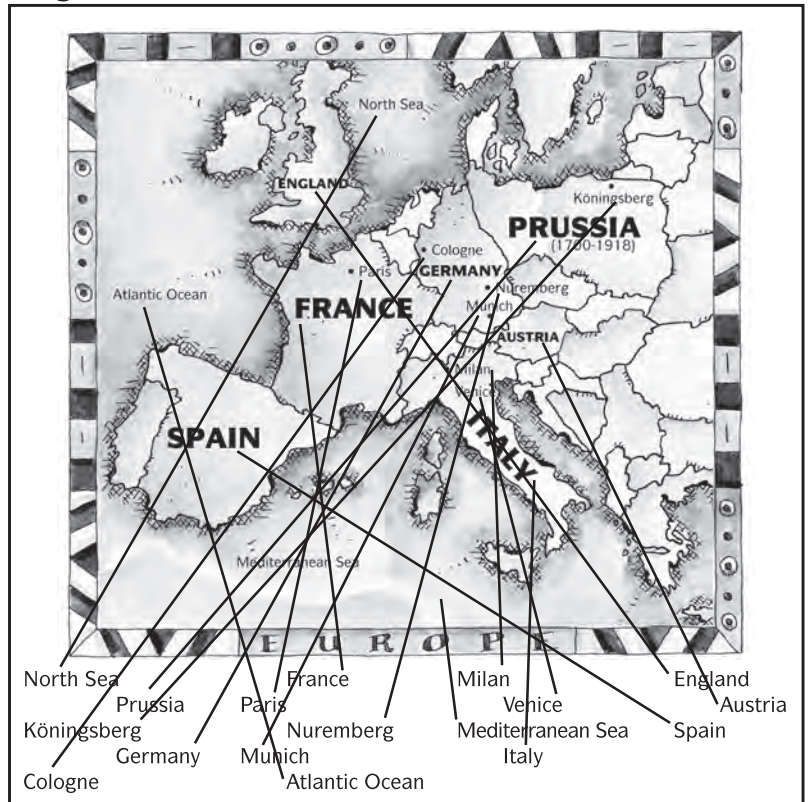 North Sea
ENGLAND
Köningsberg
PRUSSIA
(1700-1918)
Cologne
Paris
GERMANY
Nuremberg
Atlantic Ocean
Munich
FRANCE
AUSTRIA
Milan
Venice
SPAIN
ITALY
Mediterranean Sea
EUROPE
North Sea France Milan England
Prussia Paris Venice Austria
Köningsberg Nuremberg Mediterranean Sea Spain
Germany Munich Italy
Cologne Atlantic Ocean